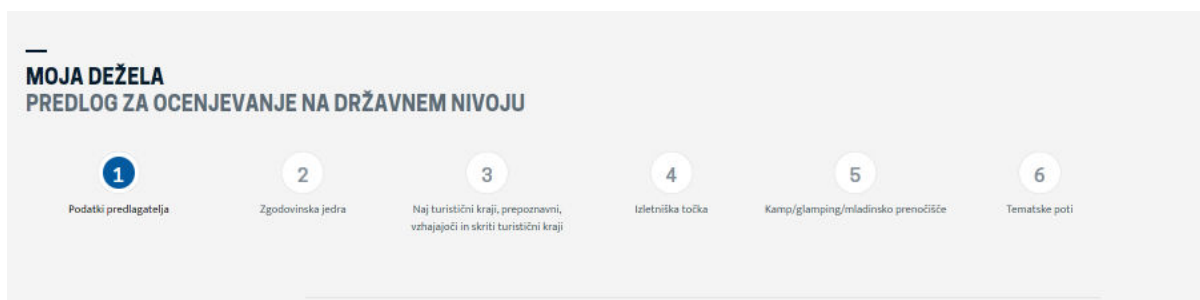 MOJA DEŽELA
PREDLOG ZA OCENJEVANJE NA DRŽAVNEM NIVOJU
1
Podatki predlagatelja
2
Zgodovinska jedra
3
Naj turistični kraji, prepoznavni,
vzhajajoči in skriti turistični kraji
4
Izletniška točka
5
Kamp/glamping/mladinsko prenočišče
6
Tematske poti